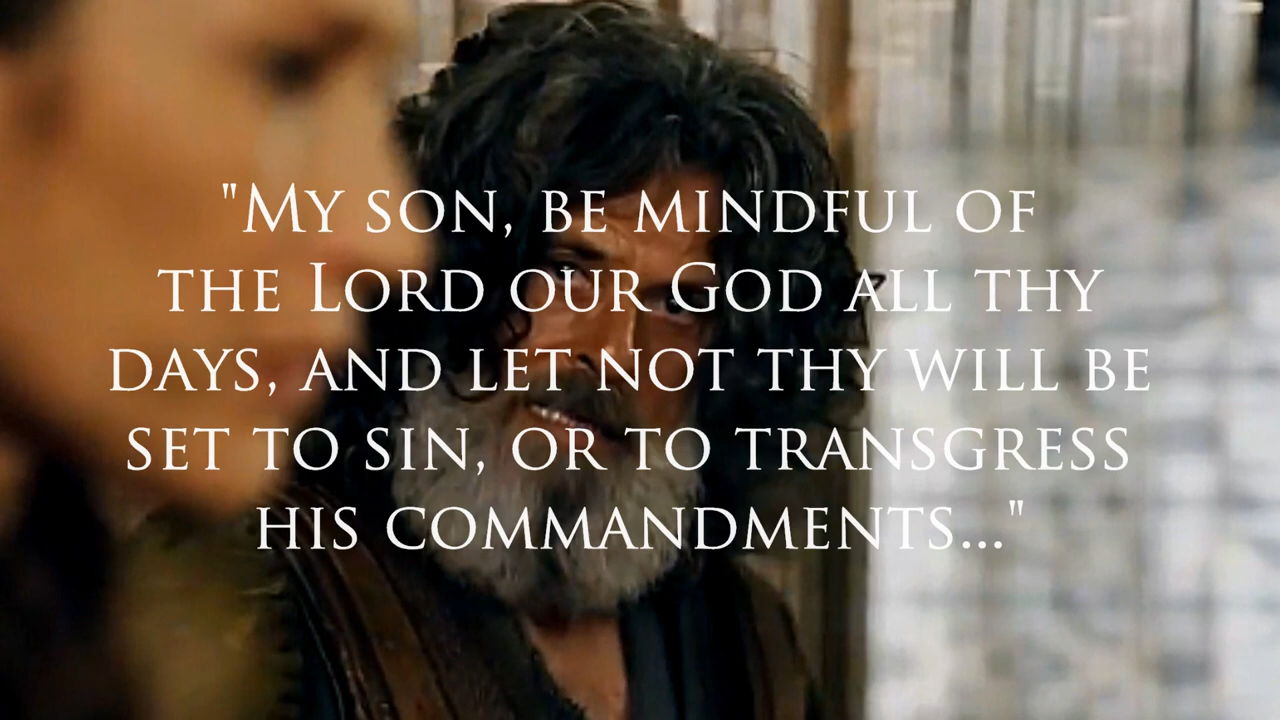 "My son, be mindful of
the Lord our God all thy
days, and let not thy will be
set to sin, or to transgress
his commandments..."